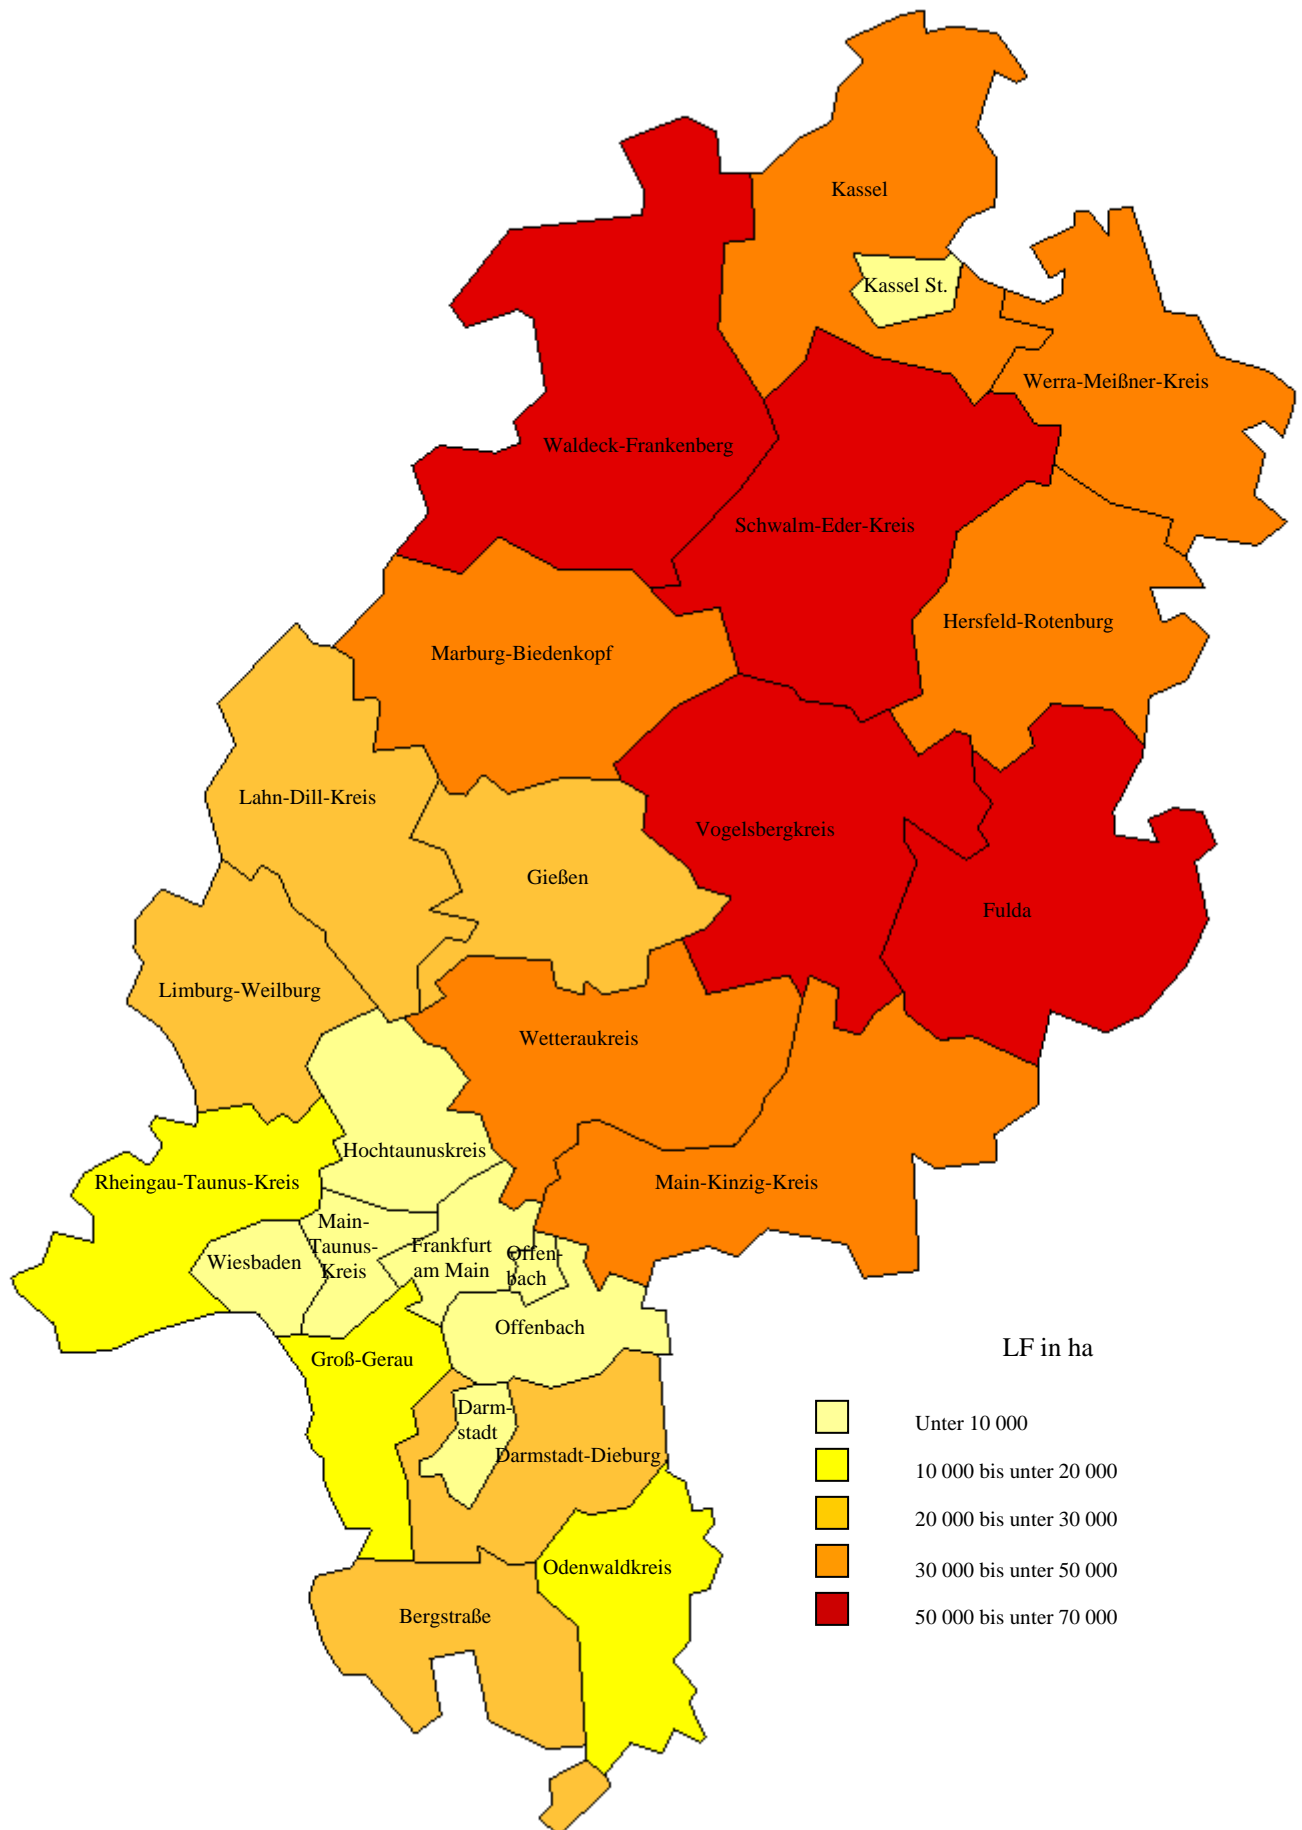 Kassel
Kassel St.
Werra-Meißner-Kreis
Waldeck-Frankenberg
Schwalm-Eder-Kreis
Hersfeld-Rotenburg
Marburg-Biedenkopf
Lahn-Dill-Kreis
Vogelsbergkreis
Gießen
Fulda
Limburg-Weilburg
Wetteraukreis
Hochtaunuskreis
Rheingau-Taunus-Kreis
Main-Kinzig-Kreis
Main-
Taunus-
Kreis
Wiesbaden
Frankfurt
am Main
Offen-
bach
Offenbach
Groß-Gerau
Darm-
stadt
Darmstadt-Dieburg
Odenwaldkreis
Bergstraße
LF in ha
Unter 10 000
10 000 bis unter 20 000
20 000 bis unter 30 000
30 000 bis unter 50 000
50 000 bis unter 70 000